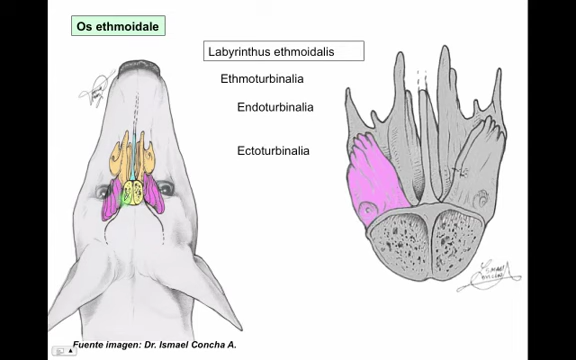 Os ethmoidale
Labyrinthus ethmoidalis
Ethmoturbinalia
Endoturbinalia
Ectoturbinalia
Fuente imagen: Dr. Ismael Concha A.